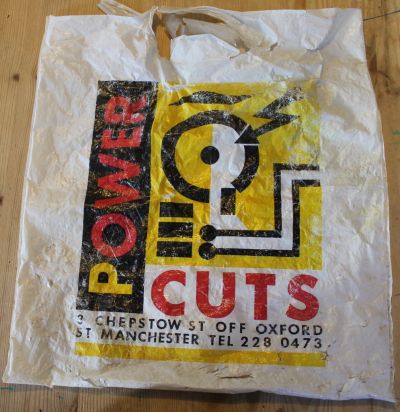 POWER
CUTS
3 CHEPSTOW ST OFF OXFORD
ST MANCHESTER TEL 228 0473